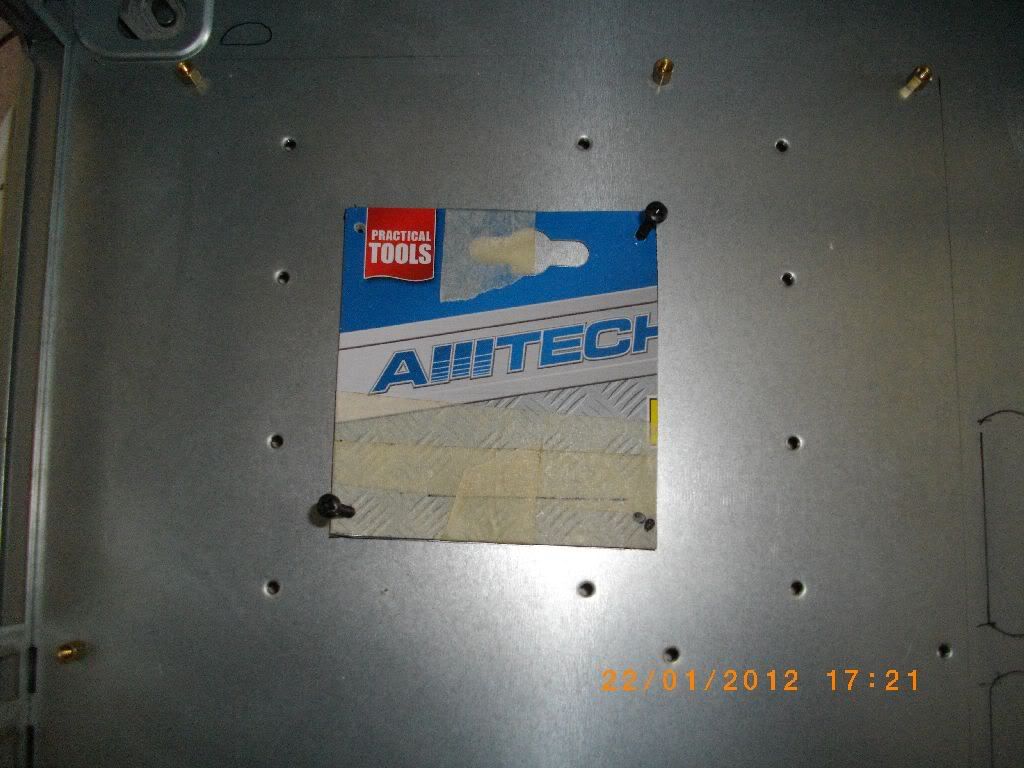 PRACTICAL
TOOLS
AMTECH
22/01/2012 17:21